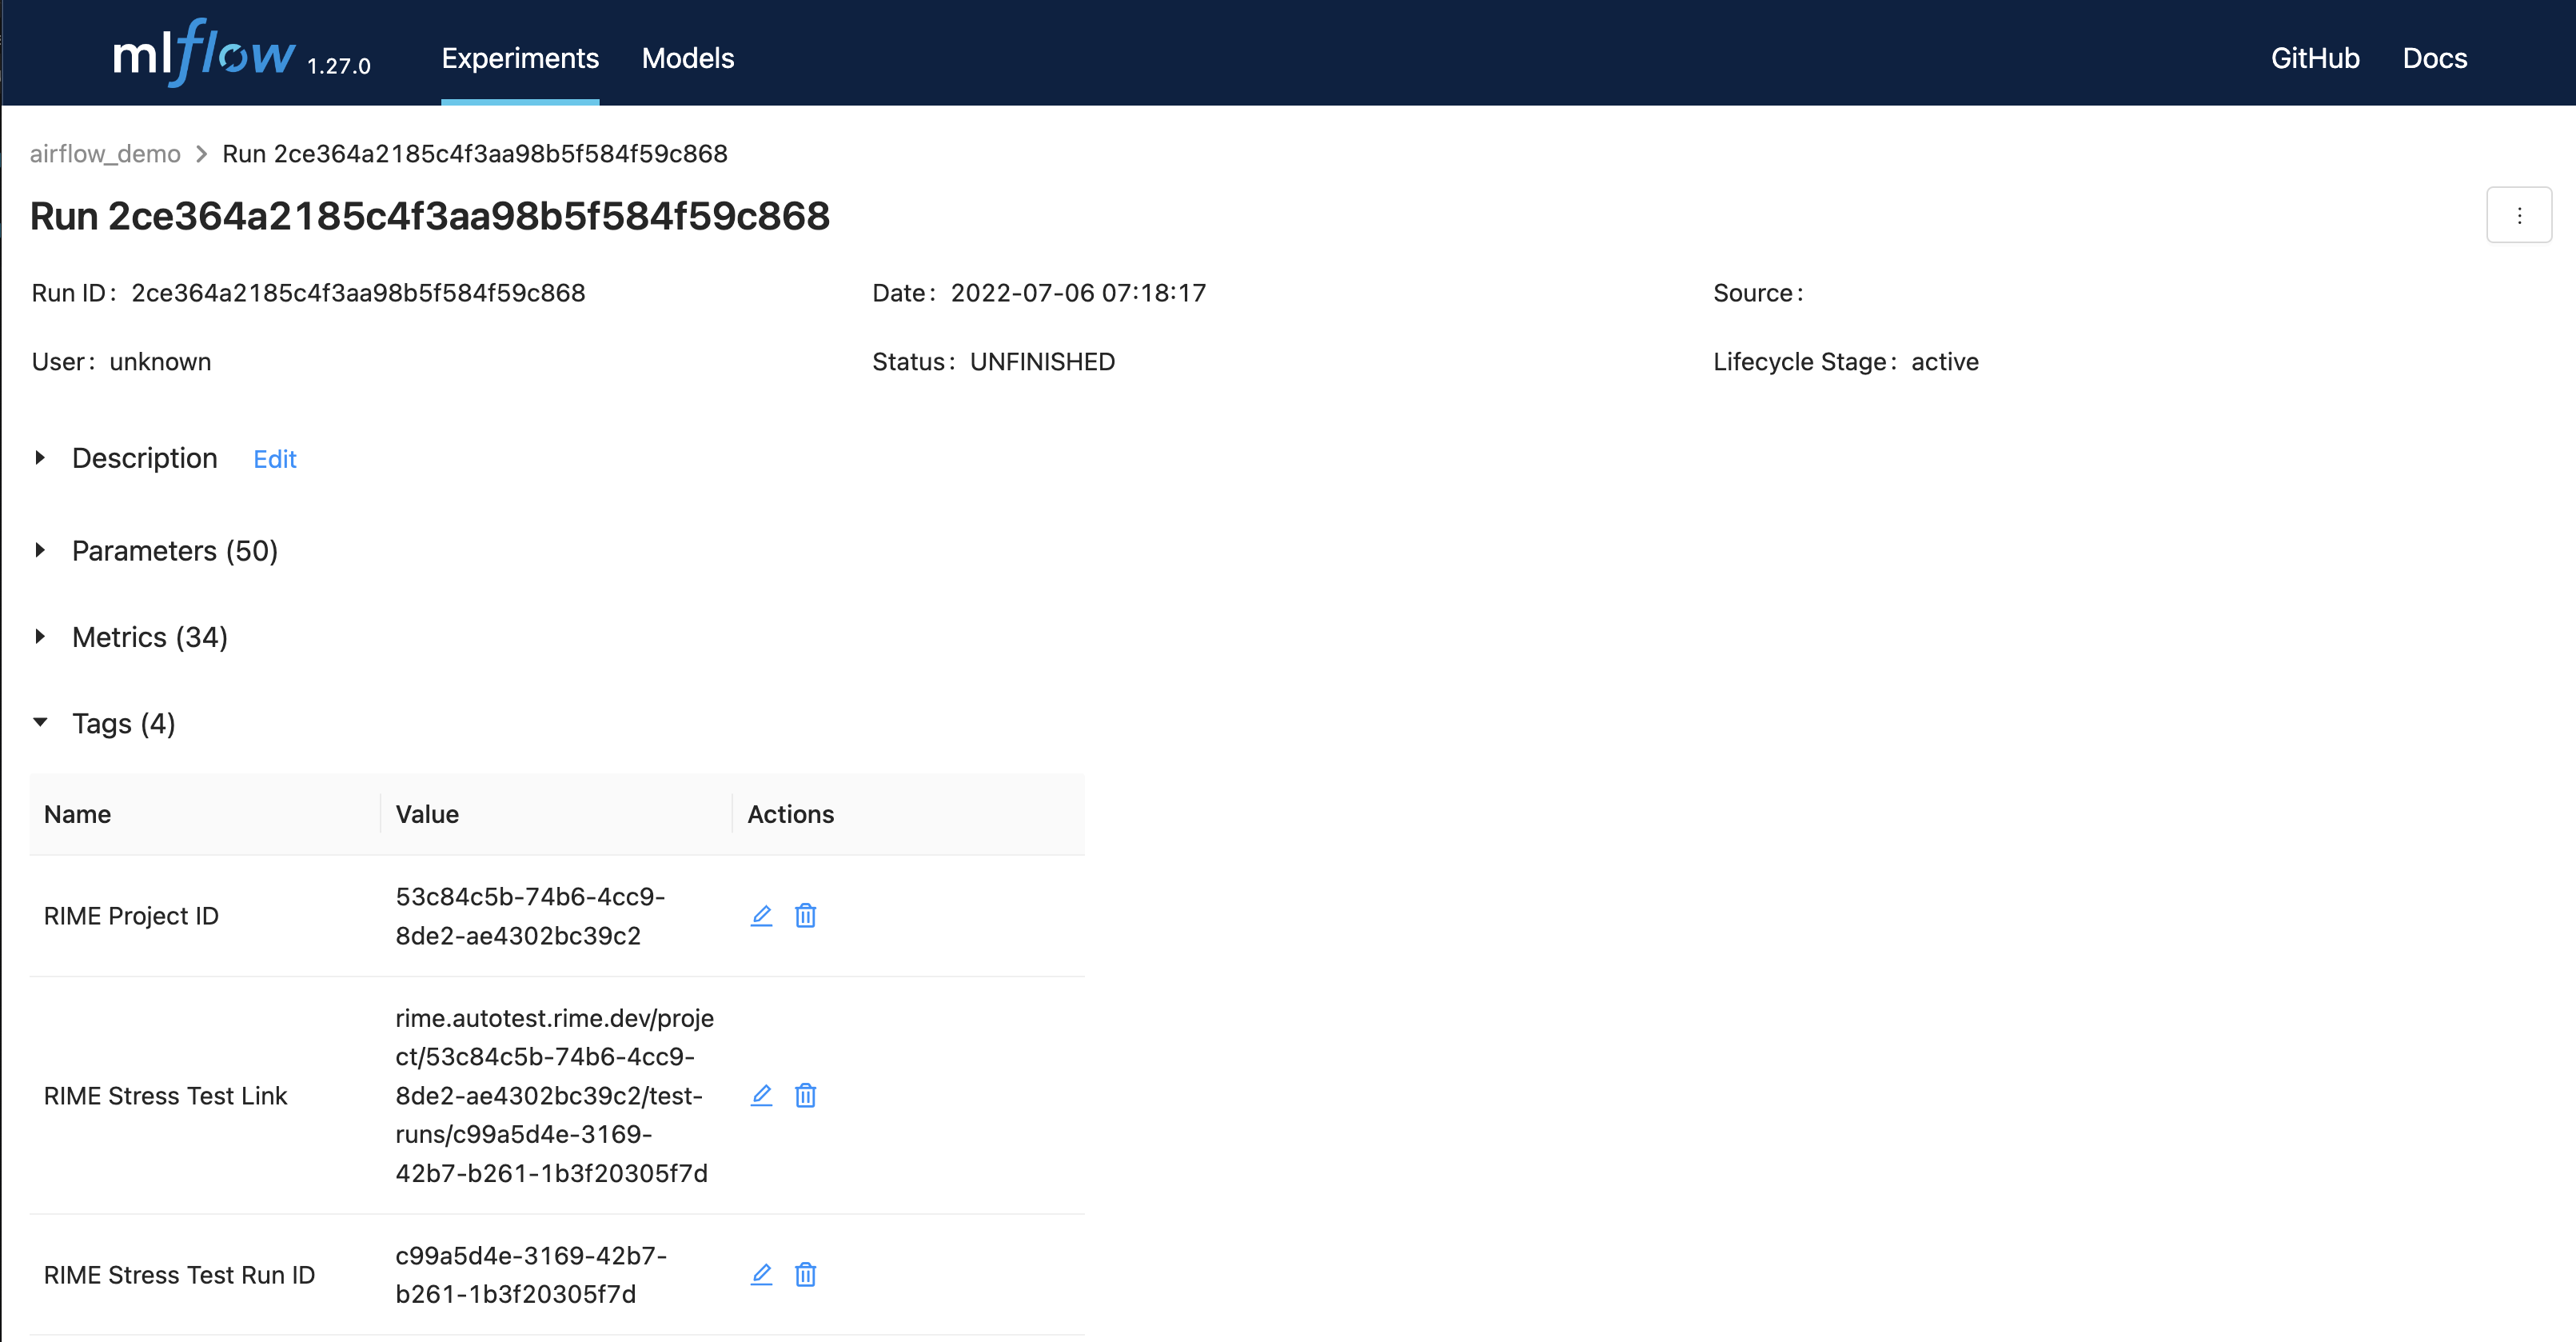 mlflow 1.27.0 Experiments Models GitHub Docs
airflow_demo > Run 2ce364a2185c4f3aa98b5f584f59c868
Run 2ce364a2185c4f3aa98b5f584f59c868
Run ID: 2ce364a2185c4f3aa98b5f584f59c868 Date: 2022-07-06 07:18:17 Source:
User: unknown Status: UNFINISHED Lifecycle Stage: active
Description Edit
Parameters (50)
Metrics (34)
Tags (4)
Name Value Actions
RIME Project ID
53c84c5b-74b6-4cc9-
8de2-ae4302bc39c2
RIME Stress Test Link
rime.autotest.rime.dev/proje
ct/53c84c5b-74b6-4cc9-
8de2-ae4302bc39c2/test-
runs/c99a5d4e-3169-
42b7-b261-1b3f20305f7d
RIME Stress Test Run ID
c99a5d4e-3169-42b7-
b261-1b3f20305f7d